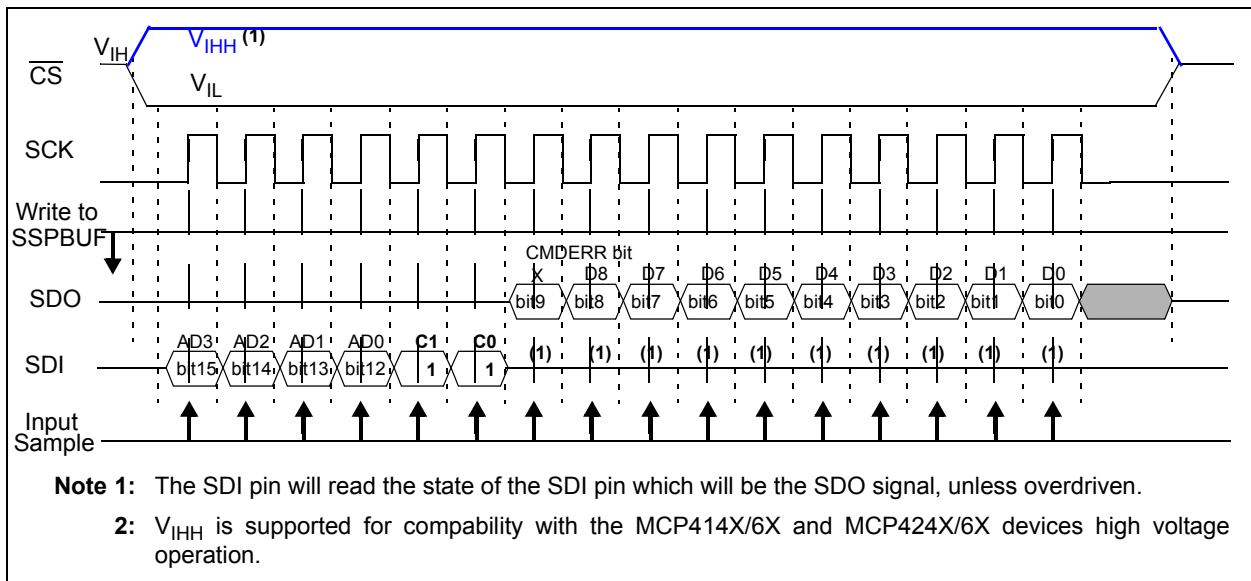 VIH
VIHH (1)
CS
VIL
SCK
Write to
SSPBUF
CMDERR bit
X D8 D7 D6 D5 D4 D3 D2 D1 D0
SDO
bit9 bit8 bit7 bit6 bit5 bit4 bit3 bit2 bit1 bit0
AD3 AD2 AD1 AD0 C1 C0
SDI
bit15 bit14 bit13 bit12 1 1
(1) (1) (1) (1) (1) (1) (1) (1) (1) (1)
Input
Sample
Note 1: The SDI pin will read the state of the SDI pin which will be the SDO signal, unless overdriven.
2: VIHH is supported for compability with the MCP414X/6X and MCP424X/6X devices high voltage
operation.